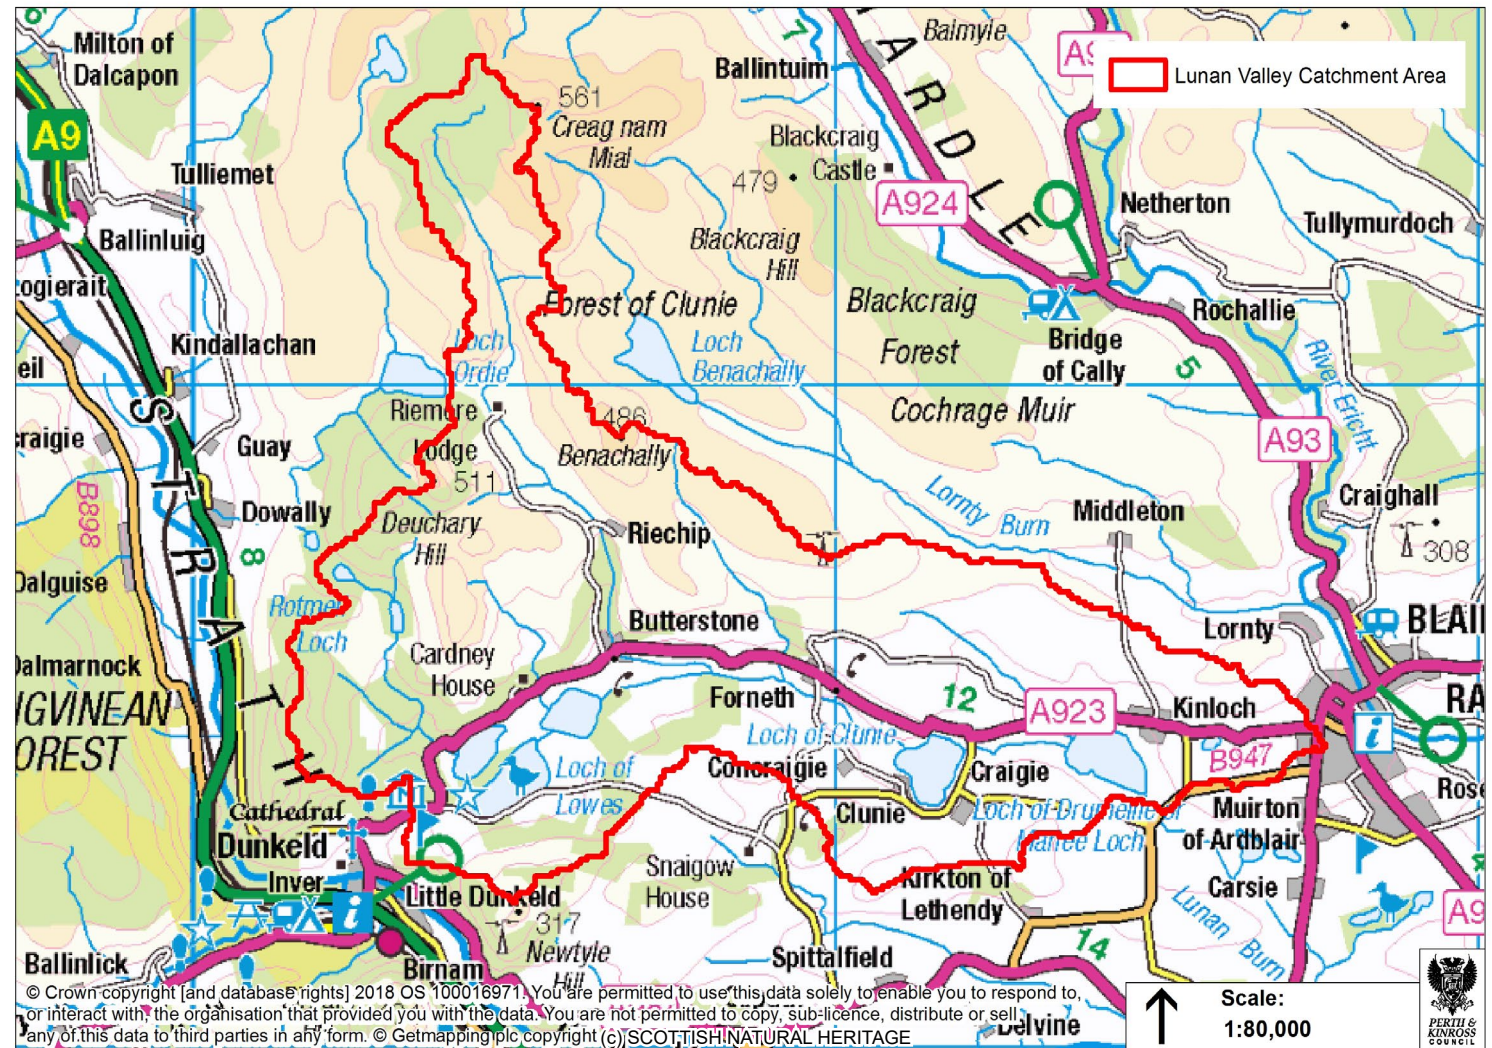 Milton of
Dalcapon
A9
Tulliemet
Ballinluig
Kindallachan
Guay
Dowally
B898
8
STRATH
Dalguise
Dalmarnock
Cathedral
Dunkeld
Inver
Little Dunkeld
Ballinlick
Birnam
317
Newtyle
Hill
561
Creag nam
Mial
Forest of Clunie
Loch
Ordie
Riemore
Lodge
511
Deuchary
Hill
Rotmell
Loch
Cardney
House
486
Benachally
Riechip
Butterstone
Loch
Benachally
Ballintuim
7
Balmyle
ARDLE
Blackcraig
Castle
479
Blackcraig
Hill
A924
Netherton
Tullymurdoch
Blackcraig
Forest
Bridge
of Cally
Rochallie
5
River Ericht
Cochrage Muir
A93
Lornty Burn
Middleton
Craighall
308
Lornty
Forneth
12
A923
Kinloch
B947
Loch of Clunie
Loch of
Lowes
Concraigie
Craigie
Clunie
Loch of Drumellie or
Marlee Loch
Muirton
of Ardblair
Snaigow
House
Kirkton of
Lethendy
Carsie
Lunan Burn
14
Spittalfield
Delvine
Lunan Valley Catchment Area
© Crown copyright [and database rights] 2018 OS 100016971. You are permitted to use this data solely to enable you to respond to,
or interact with, the organisation that provided you with the data. You are not permitted to copy, sub-licence, distribute or sell
any of this data to third parties in any form. © Getmapping plc copyright (c) SCOTTISH NATURAL HERITAGE
Scale:
1:80,000
PERTH &
KINROSS
COUNCIL